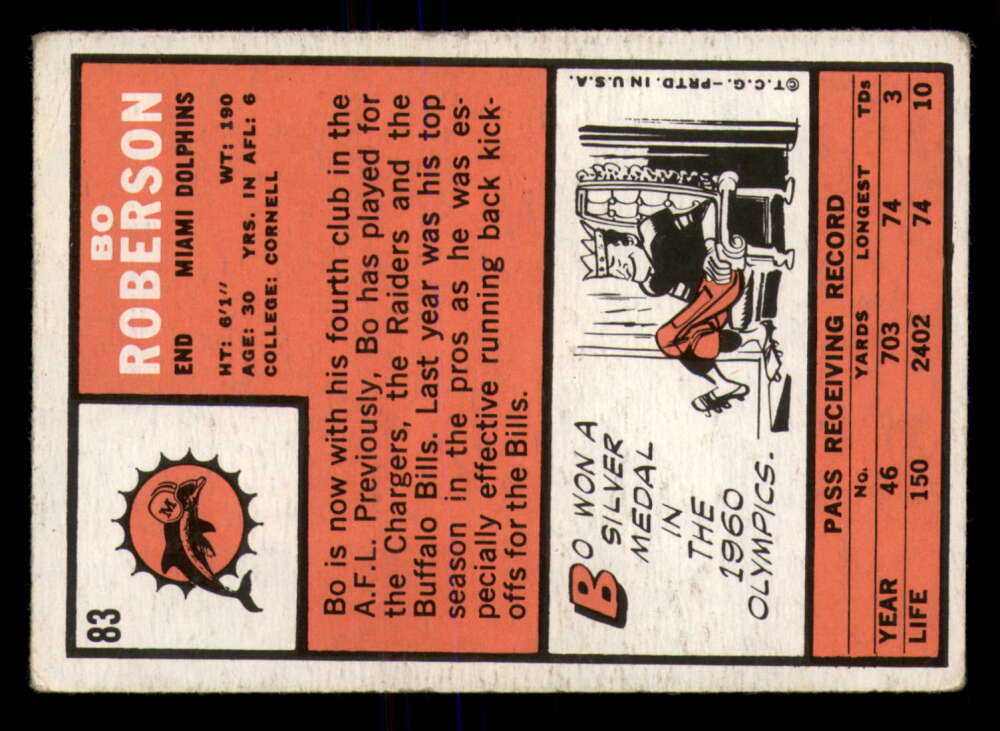 83
M
BO
ROBERSON
END MIAMI DOLPHINS
HT: 6'1" WT: 190
AGE: 30 YRS. IN AFL: 6
COLLEGE: CORNELL
Bo is now with his fourth club in the
A.F.L. Previously, Bo has played for
the Chargers, the Raiders and the
Buffalo Bills. Last year was his top
season in the pros as he was es-
pecially effective running back kick-
offs for the Bills.
BO WON A
SILVER
MEDAL
IN
THE
1960
OLYMPICS.
© T.C.G.—PRTD. IN U.S.A.
PASS RECEIVING RECORD
No. YARDS LONGEST TDs
YEAR 46 703 74 3
LIFE 150 2402 74 10